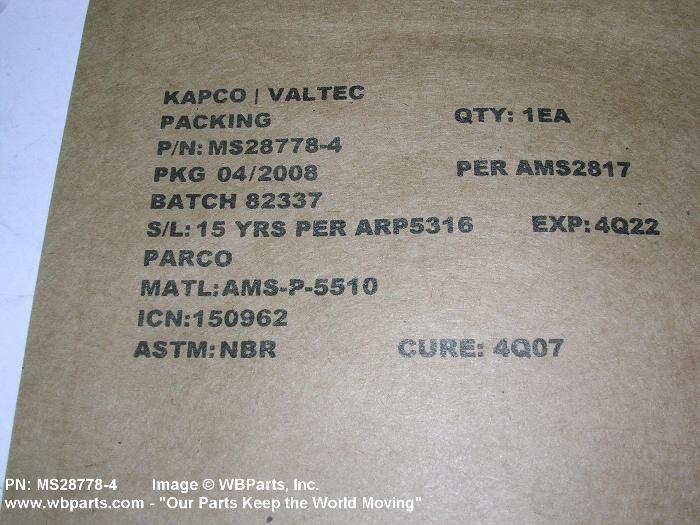 KAPCO | VALTEC
PACKING QTY: 1EA
P/N: MS28778-4
PKG 04/2008 PER AMS2817
BATCH 82337
S/L: 15 YRS PER ARP5316 EXP: 4Q22
PARCO
MATL: AMS-P-5510
ICN: 150962
ASTM: NBR CURE: 4Q07
PN: MS28778-4 Image © WBParts, Inc.
www.wbparts.com - "Our Parts Keep the World Moving"